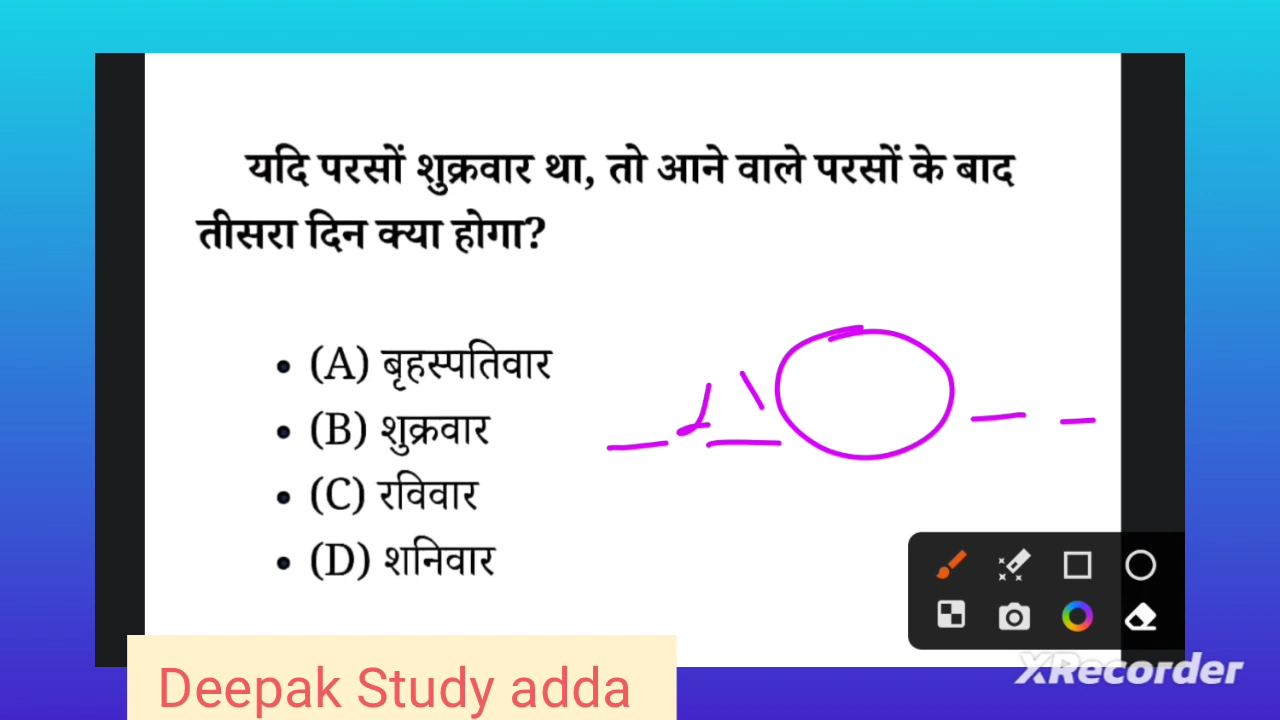 यदि परसों शुक्रवार था, तो आने वाले परसों के बाद
तीसरा दिन क्या होगा?
• (A) बृहस्पतिवार
• (B) शुक्रवार
• (C) रविवार
• (D) शनिवार
Deepak Study adda
XRecorder